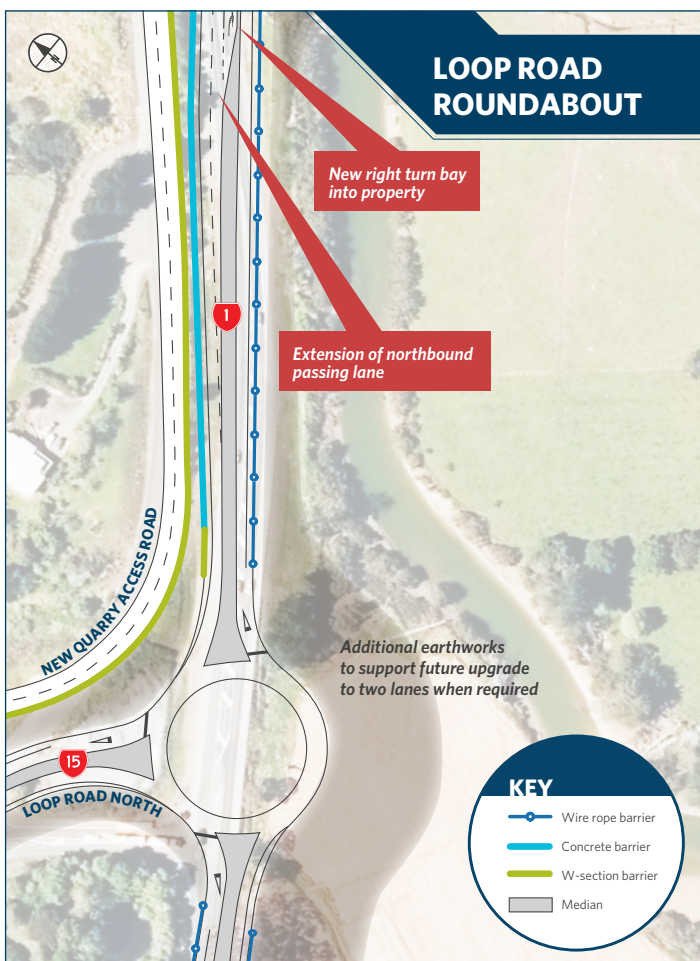 LOOP ROAD
ROUNDABOUT
New right turn bay
into property
1
Extension of northbound
passing lane
NEW QUARRY ACCESS ROAD
Additional earthworks
to support future upgrade
to two lanes when required
15
LOOP ROAD NORTH
KEY
Wire rope barrier
Concrete barrier
W-section barrier
Median